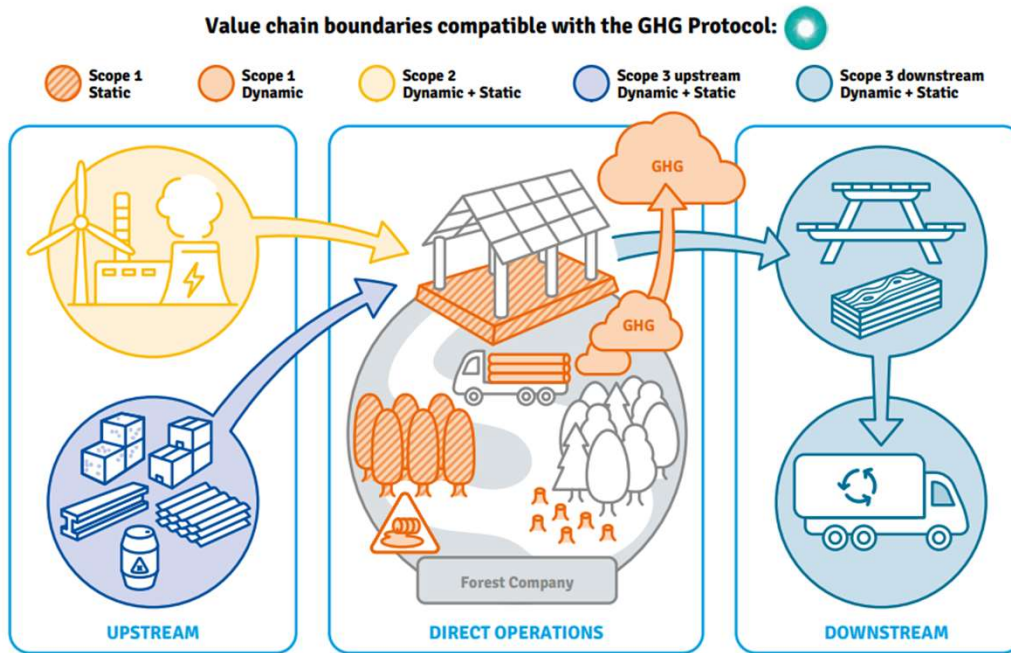 Value chain boundaries compatible with the GHG Protocol:
Scope 1
Static
Scope 1
Dynamic
Scope 2
Dynamic + Static
Scope 3 upstream
Dynamic + Static
Scope 3 downstream
Dynamic + Static
GHG
GHG
Forest Company
UPSTREAM
DIRECT OPERATIONS
DOWNSTREAM